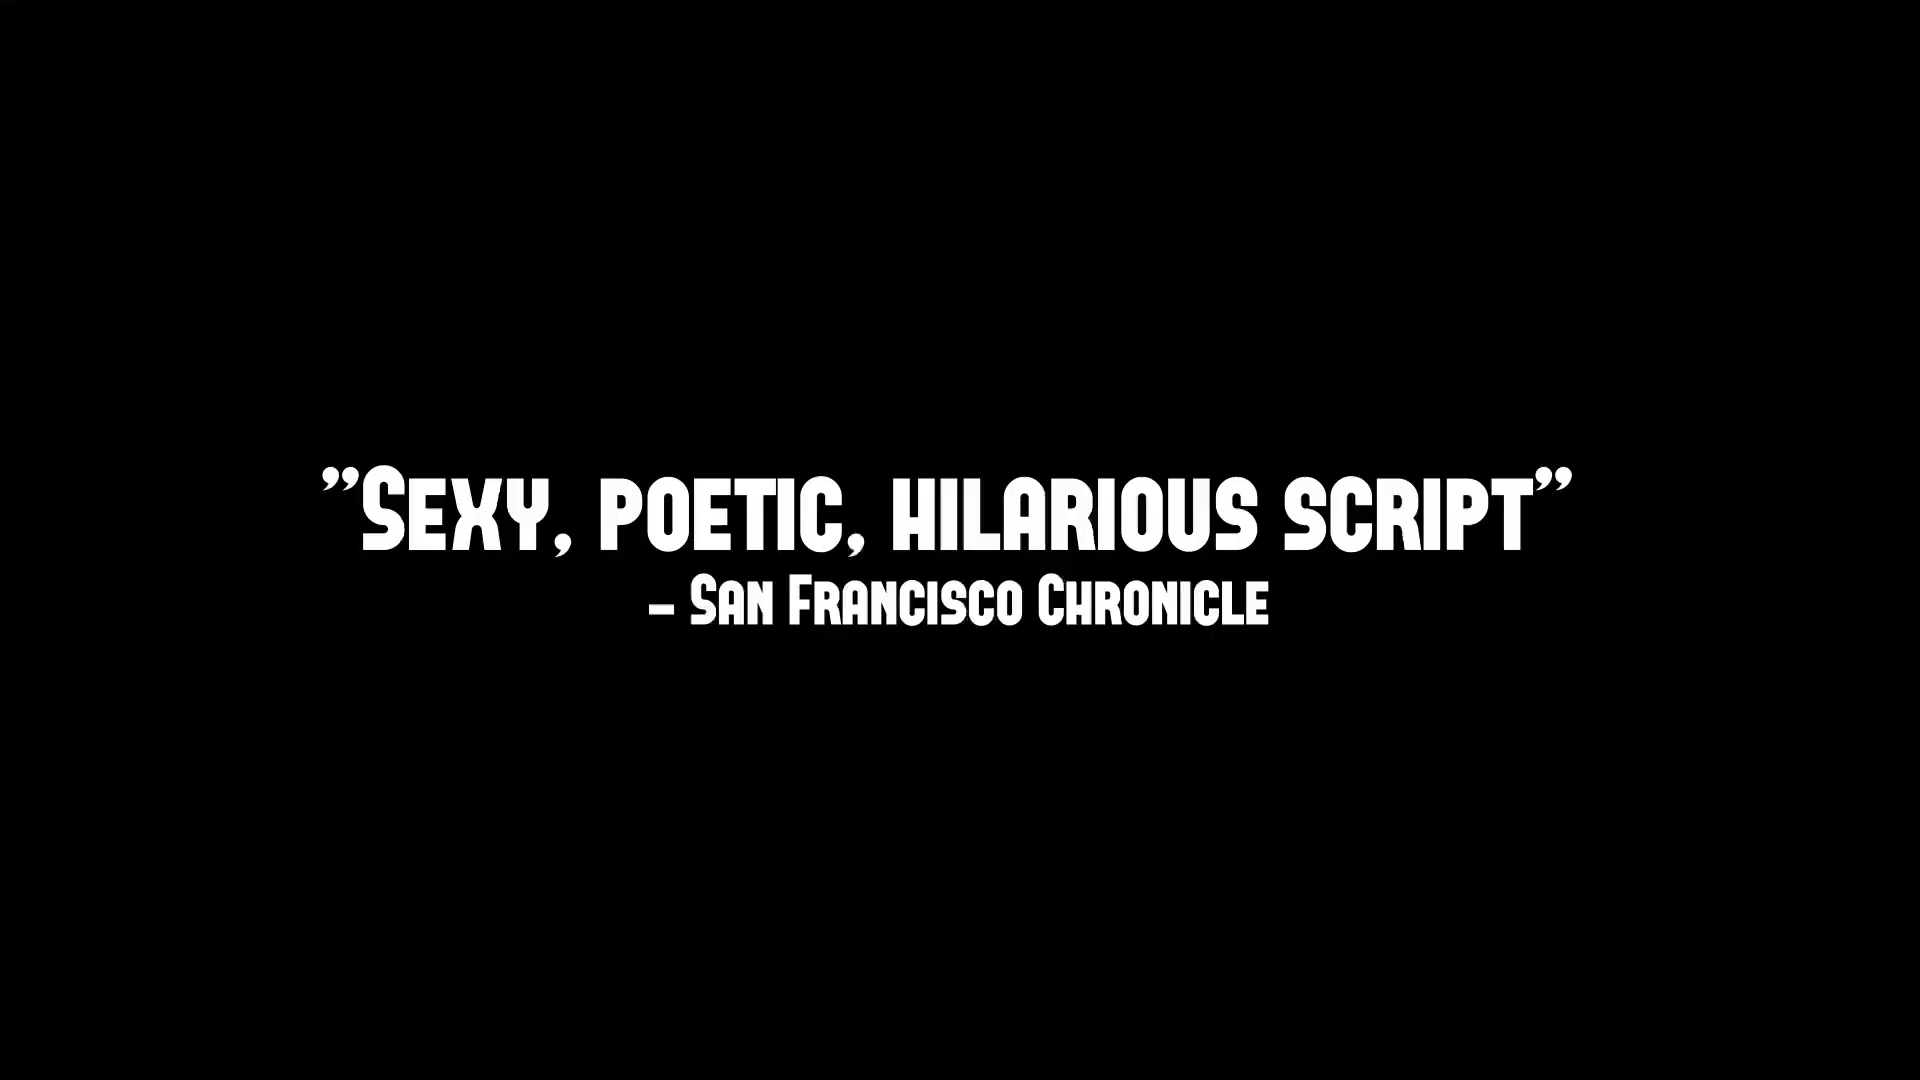 ”Sexy, poetic, hilarious script”
– San Francisco Chronicle